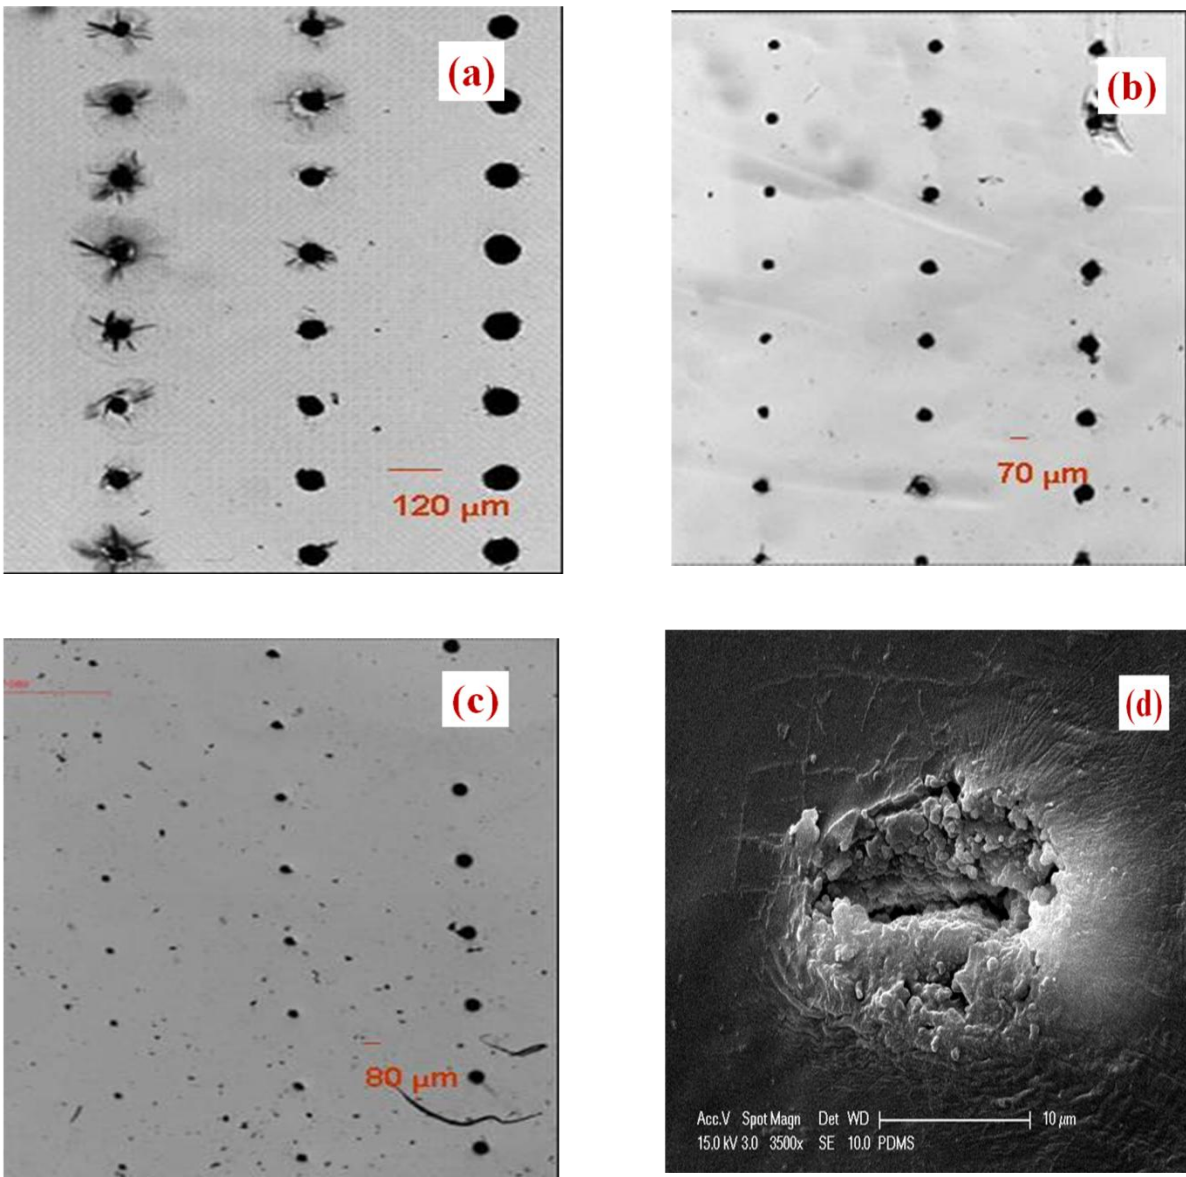 (a)
120 µm
(b)
70 µm
(c)
80 µm
(d)
Acc.V Spot Magn Det WD 10 µm
15.0 kV 3.0 3500x SE 10.0 PDMS